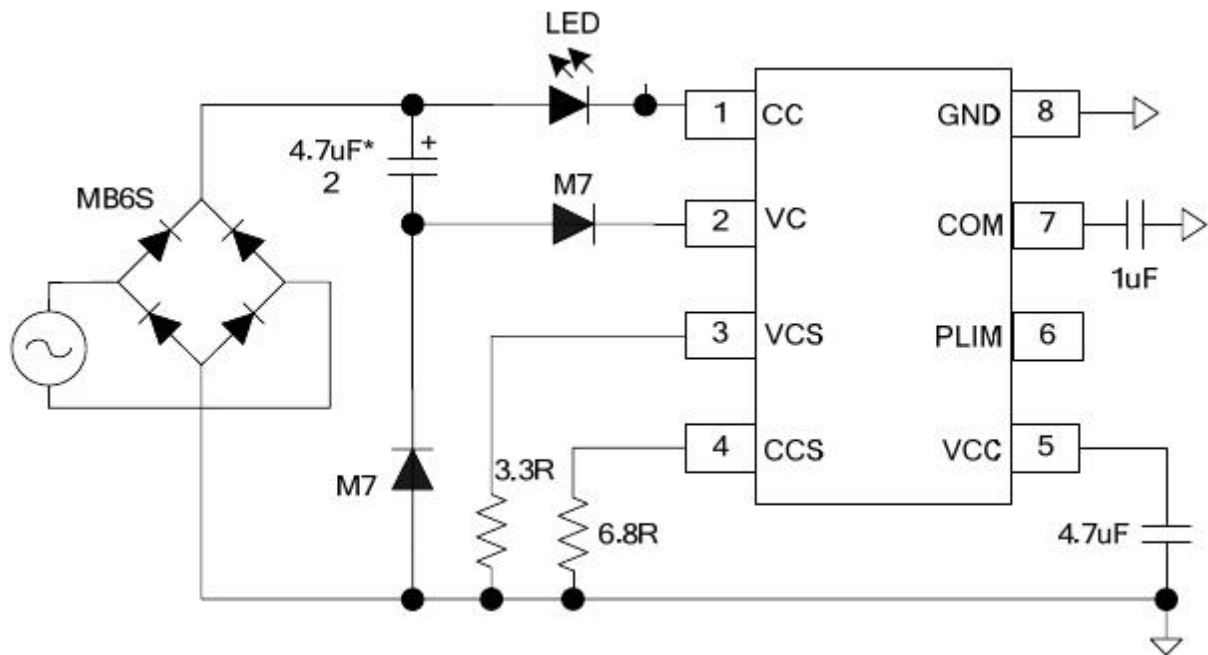 LED
4.7uF*
2
+
MB6S
M7
M7
3.3R
6.8R
1 CC
2 VC
3 VCS
4 CCS
GND 8
COM 7
PLIM 6
VCC 5
1uF
4.7uF